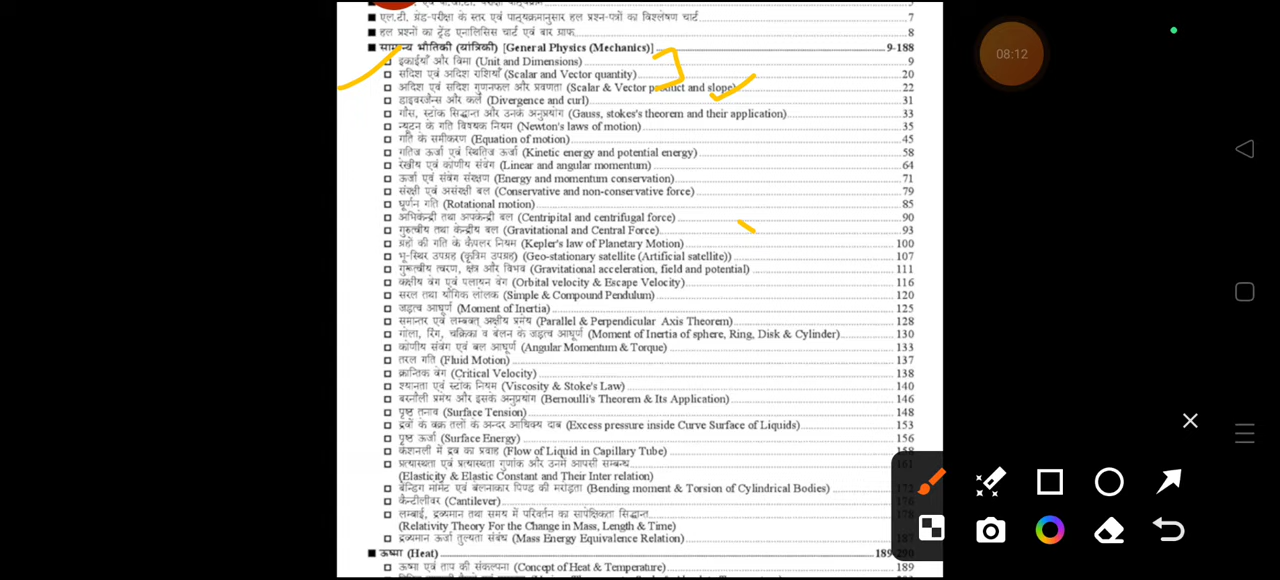 ■ एल.टी. ग्रेड-परीक्षा के स्तर एवं पाठ्यक्रमानुसार हल प्रश्न-पत्रों का विश्लेषण चार्ट 7
■ हल प्रश्नों का ट्रेंड एनालिसिस चार्ट एवं बार ग्राफ 8
■ सामान्य भौतिकी (यांत्रिकी) [General Physics (Mechanics)] 9-188
इकाईयाँ और विमा (Unit and Dimensions) 9
सदिश एवं अदिश राशियाँ (Scalar and Vector quantity) 20
अदिश एवं सदिश गुणनफल और प्रवणता (Scalar & Vector product and slope) 22
डाइवरजेन्स और कर्ल (Divergence and curl) 31
गॉस, स्टॉक सिद्धान्त और उनके अनुप्रयोग (Gauss, stokes's theorem and their application) 33
न्यूटन के गति विषयक नियम (Newton's laws of motion) 35
गति के समीकरण (Equation of motion) 45
गतिज ऊर्जा एवं स्थितिज ऊर्जा (Kinetic energy and potential energy) 58
रेखीय एवं कोणीय संवेग (Linear and angular momentum) 64
ऊर्जा एवं संवेग संरक्षण (Energy and momentum conservation) 71
संरक्षी एवं असंरक्षी बल (Conservative and non-conservative force) 79
घूर्णन गति (Rotational motion) 85
अभिकेन्द्री तथा अपकेन्द्री बल (Centripital and centrifugal force) 90
गुरुत्वीय तथा केन्द्रीय बल (Gravitational and Central Force) 93
ग्रहों की गति के कैपलर नियम (Kepler's law of Planetary Motion) 100
भू-स्थिर उपग्रह (कृत्रिम उपग्रह) (Geo-stationary satellite (Artificial satellite)) 107
गुरूत्वीय त्वरण, क्षेत्र और विभव (Gravitational acceleration, field and potential) 111
कक्षीय वेग एवं पलायन वेग (Orbital velocity & Escape Velocity) 116
सरल तथा यौगिक लोलक (Simple & Compound Pendulum) 120
जड़त्व आघूर्ण (Moment of Inertia) 125
समान्तर एवं लम्बवत् अक्षीय प्रमेय (Parallel & Perpendicular Axis Theorem) 128
गोला, रिंग, चक्रिका व बेलन के जड़त्व आघूर्ण (Moment of Inertia of sphere, Ring, Disk & Cylinder) 130
कोणीय संवेग एवं बल आघूर्ण (Angular Momentum & Torque) 133
तरल गति (Fluid Motion) 137
क्रान्तिक वेग (Critical Velocity) 138
श्यानता एवं स्टॉक नियम (Viscosity & Stoke's Law) 140
बरनौली प्रमेय और इसके अनुप्रयोग (Bernoulli's Theorem & Its Application) 146
पृष्ठ तनाव (Surface Tension) 148
द्रवों के वक्र तलों के अन्दर आधिक्य दाब (Excess pressure inside Curve Surface of Liquids) 153
पृष्ठ ऊर्जा (Surface Energy) 156
केशनली में द्रव का प्रवाह (Flow of Liquid in Capillary Tube) 158
प्रत्यास्थता एवं प्रत्यास्थता गुणांक और उनमें आपसी सम्बन्ध 161
(Elasticity & Elastic Constant and Their Inter relation)
बेन्डिंग मोमेंट एवं बेलनाकार पिण्ड की मरोड़ता (Bending moment & Torsion of Cylindrical Bodies)
कैन्टीलीवर (Cantilever) 176
लम्बाई, द्रव्यमान तथा समय में परिवर्तन का सापेक्षिकता सिद्धान्त 178
(Relativity Theory For the Change in Mass, Length & Time)
द्रव्यमान ऊर्जा तुल्यता संबंध (Mass Energy Equivalence Relation) 187
■ ऊष्मा (Heat) 189
ऊष्मा एवं ताप की संकल्पना (Concept of Heat & Temperature) 189
08:12